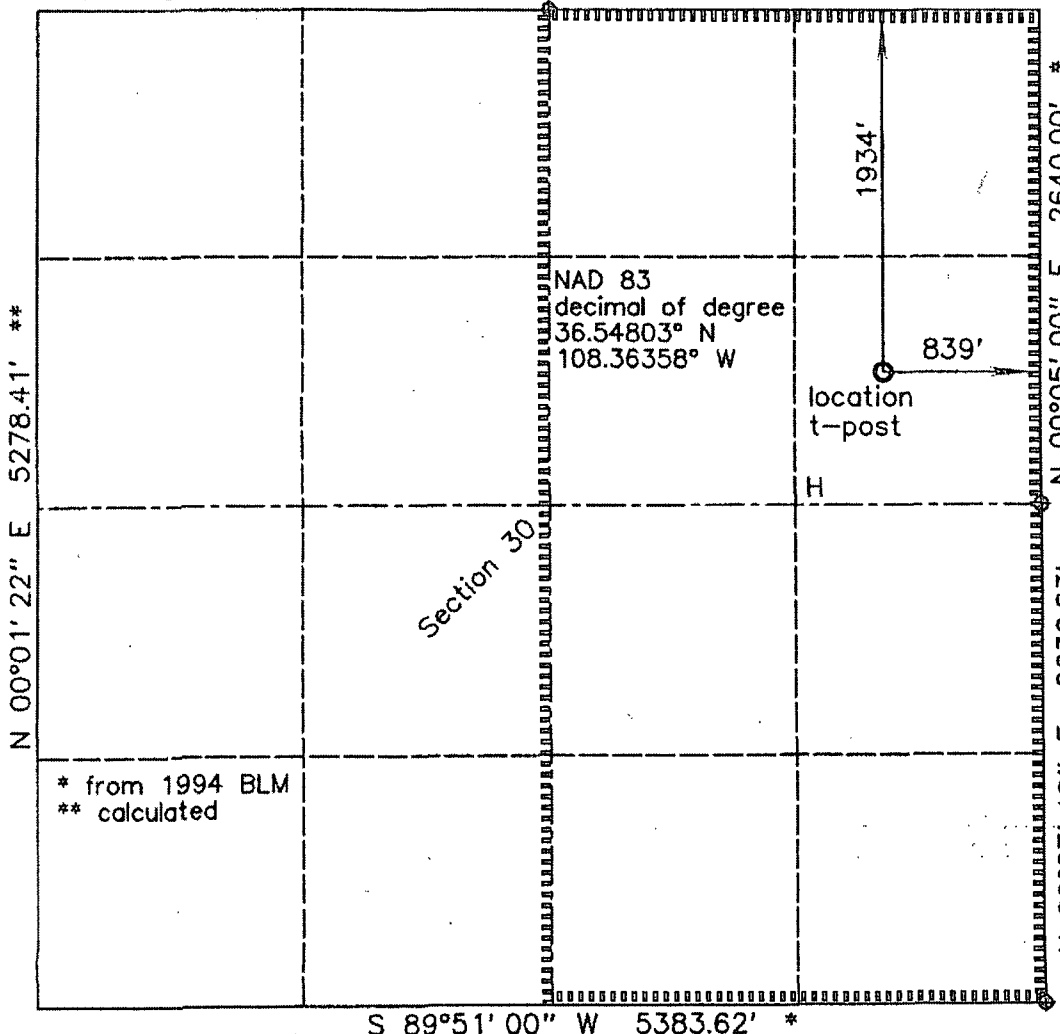 1934'
N 00°05' 00" E 2640.00' *
NAD 83
decimal of degree
36.54803° N
108.36358° W
839'
location
t-post
H
N 00°01' 22" E 5278.41' **
Section 30
* from 1994 BLM
** calculated
S 89°51' 00" W 5383.62' *